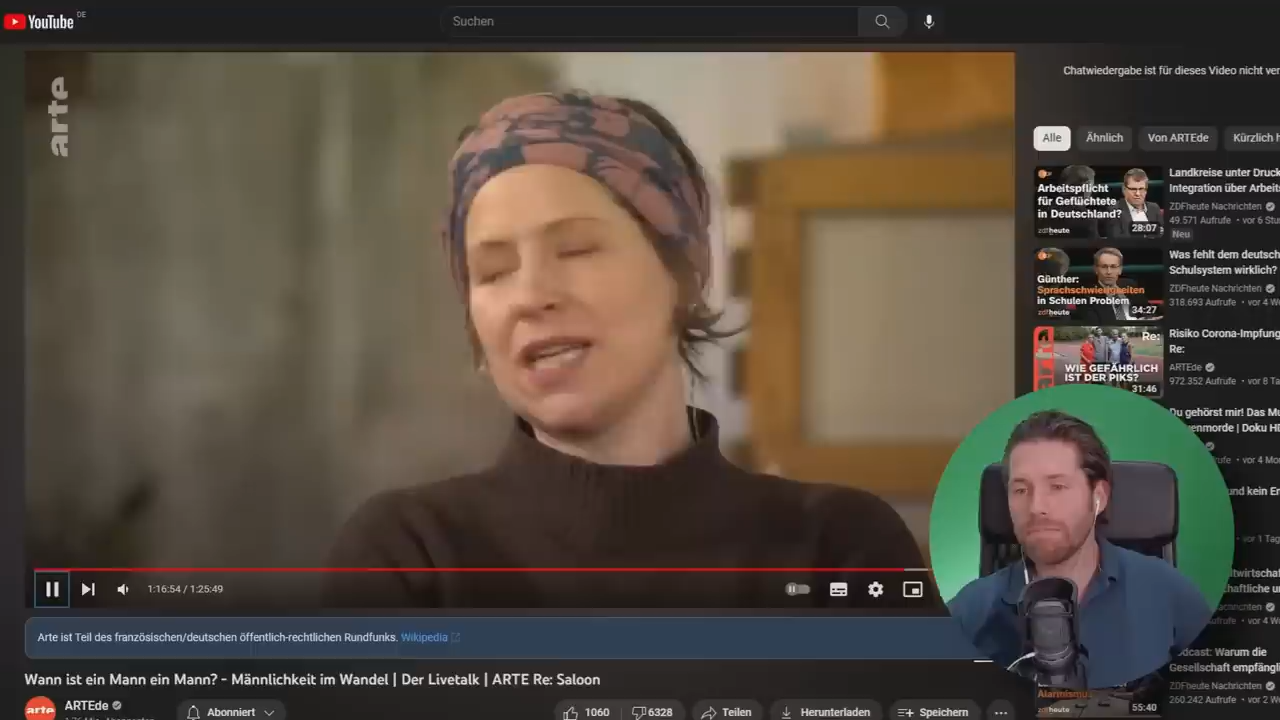 YouTube DE
Suchen
arte
Chatwiedergabe ist für dieses Video nicht ver
Alle
Ähnlich
Von ARTEde
Kürzlich h
Arbeitspflicht
für Geflüchtete
in Deutschland?
zdfheute
28:07
Landkreise unter Druck
Integration über Arbeits
ZDFheute Nachrichten
49.571 Aufrufe • vor 6 Stu
Neu
Günther:
Sprachschwierigkeiten
in Schulen Problem
zdfheute
34:27
Was fehlt dem deutsch
Schulsystem wirklich?
ZDFheute Nachrichten
318.693 Aufrufe • vor 4 W
arte
Re:
WIE GEFÄHRLICH
IST DER PIKS?
31:46
Risiko Corona-Impfung
Re:
ARTEde
972.352 Aufrufe • vor 8 Ta
Du gehörst mir! Das Mu
enmorde | Doku HD
ufe • vor 4 Mo
und kein Er
vor 1 Tag
1:16:54 / 1:25:49
Arte ist Teil des französischen/deutschen öffentlich-rechtlichen Rundfunks. Wikipedia
Wann ist ein Mann ein Mann? - Männlichkeit im Wandel | Der Livetalk | ARTE Re: Saloon
arte
ARTEde
Abonniert
1060
6328
Teilen
Herunterladen
Speichern
Alarmismus
zdfheute
55:40
odcast: Warum die
Gesellschaft empfängl
ZDFheute Nachrichten
260.242 Aufrufe • vor 2 W